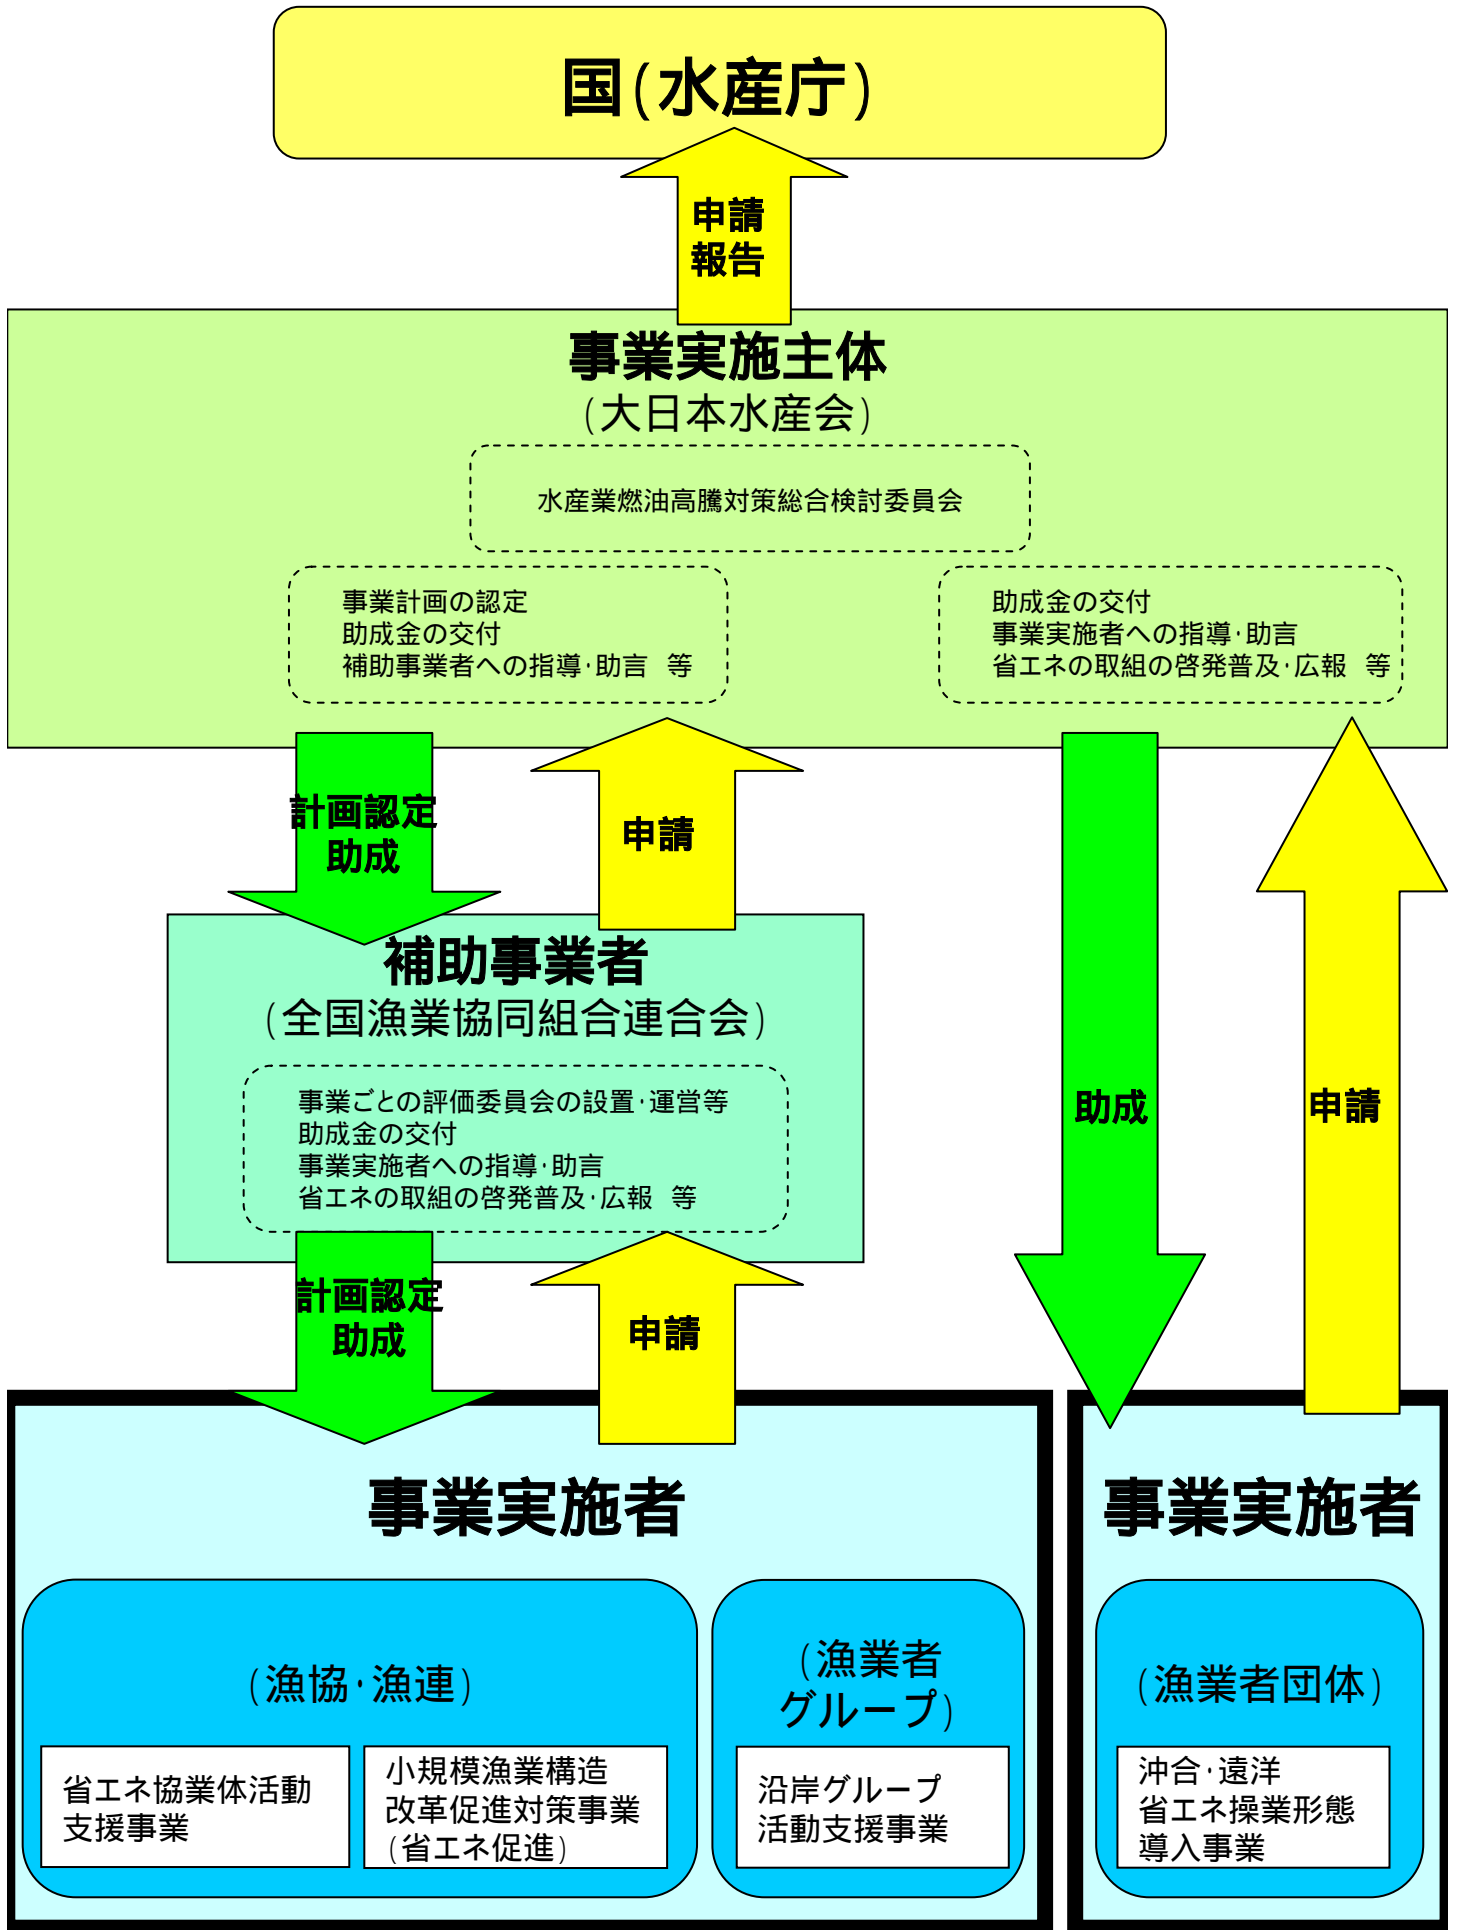 国(水産庁)
申請
報告
事業実施主体
(大日本水産会)
水産業燃油高騰対策総合検討委員会
事業計画の認定
助成金の交付
補助事業者への指導・助言 等
助成金の交付
事業実施者への指導・助言
省エネの取組の啓発普及・広報 等
計画認定
助成
申請
補助事業者
(全国漁業協同組合連合会)
事業ごとの評価委員会の設置・運営等
助成金の交付
事業実施者への指導・助言
省エネの取組の啓発普及・広報 等
助成
申請
計画認定
助成
申請
事業実施者
(漁協・漁連)
省エネ協業体活動
支援事業
小規模漁業構造
改革促進対策事業
(省エネ促進)
(漁業者
グループ)
沿岸グループ
活動支援事業
事業実施者
(漁業者団体)
沖合・遠洋
省エネ操業形態
導入事業